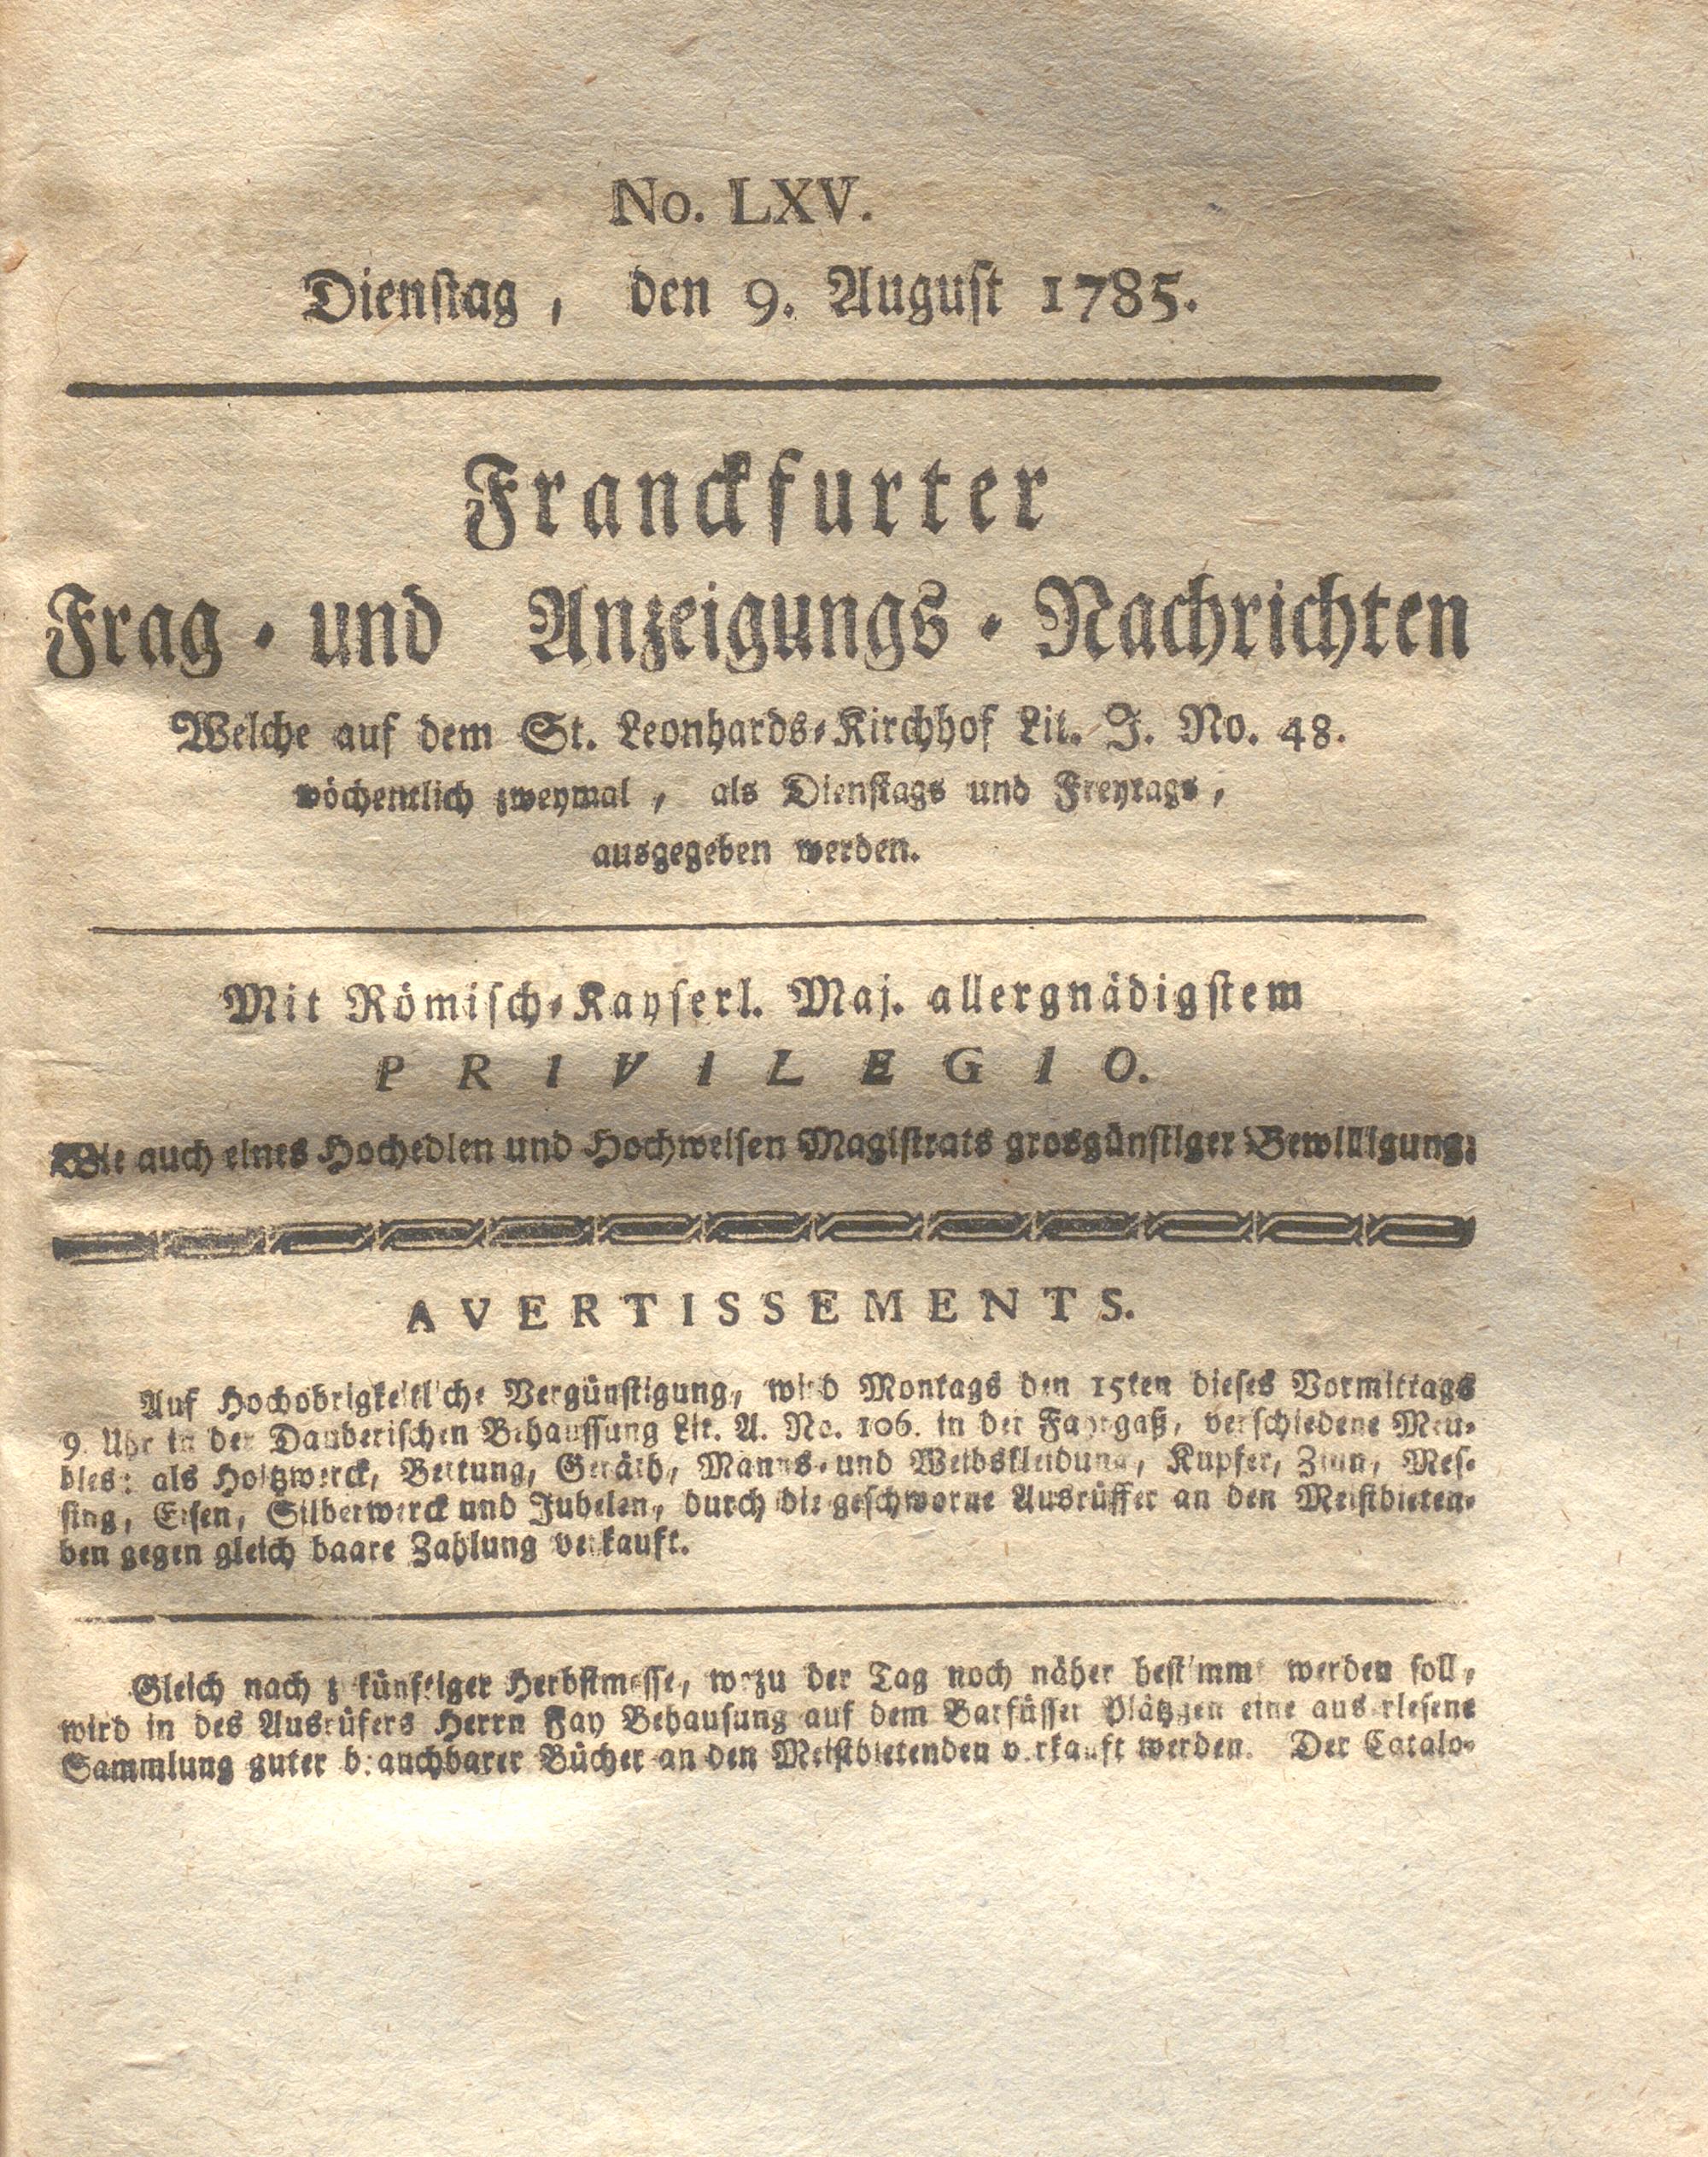 No. LXV.
Dienstag, den 9. August 1785.
Franckfurter
Frag- und Anzeigungs-Nachrichten
Welche auf dem St. Leonhards-Kirchhof Lit. J. No. 48.
wöchentlich zweymal, als Dienstags und Freytags,
ausgegeben werden.
Mit Römisch-Kayserl. Maj. allergnädigstem
PRIVILEGIO.
Wie auch eines Hochedlen und Hochweisen Magistrats grosgünstiger Bewilligung:
AVERTISSEMENTS.
Auf Hochobrigkeitliche Vergünstigung, wird Montags den 15ten dieses Vormittags
9. Uhr in der Dauberischen Behaussung Lit. A. No. 106. in der Fahrgaß, verschiedene Meu-
bles: als Holtzwerck, Bettung, Geräth, Manns- und Weibskleidung, Kupfer, Zinn, Mes-
sing, Eisen, Silberwerck und Jubelen, durch die geschworne Ausrüffer an den Meistbieten-
den gegen gleich baare Zahlung verkauft.
Gleich nach zukünftiger Herbstmesse, wozu der Tag noch näher bestimmt werden soll,
wird in des Ausrüfers Herrn Fay Behausung auf dem Barfüsser Plätzgen eine auserlesene
Sammlung guter brauchbarer Bücher an den Meistbietenden verkauft werden. Der Catalo-